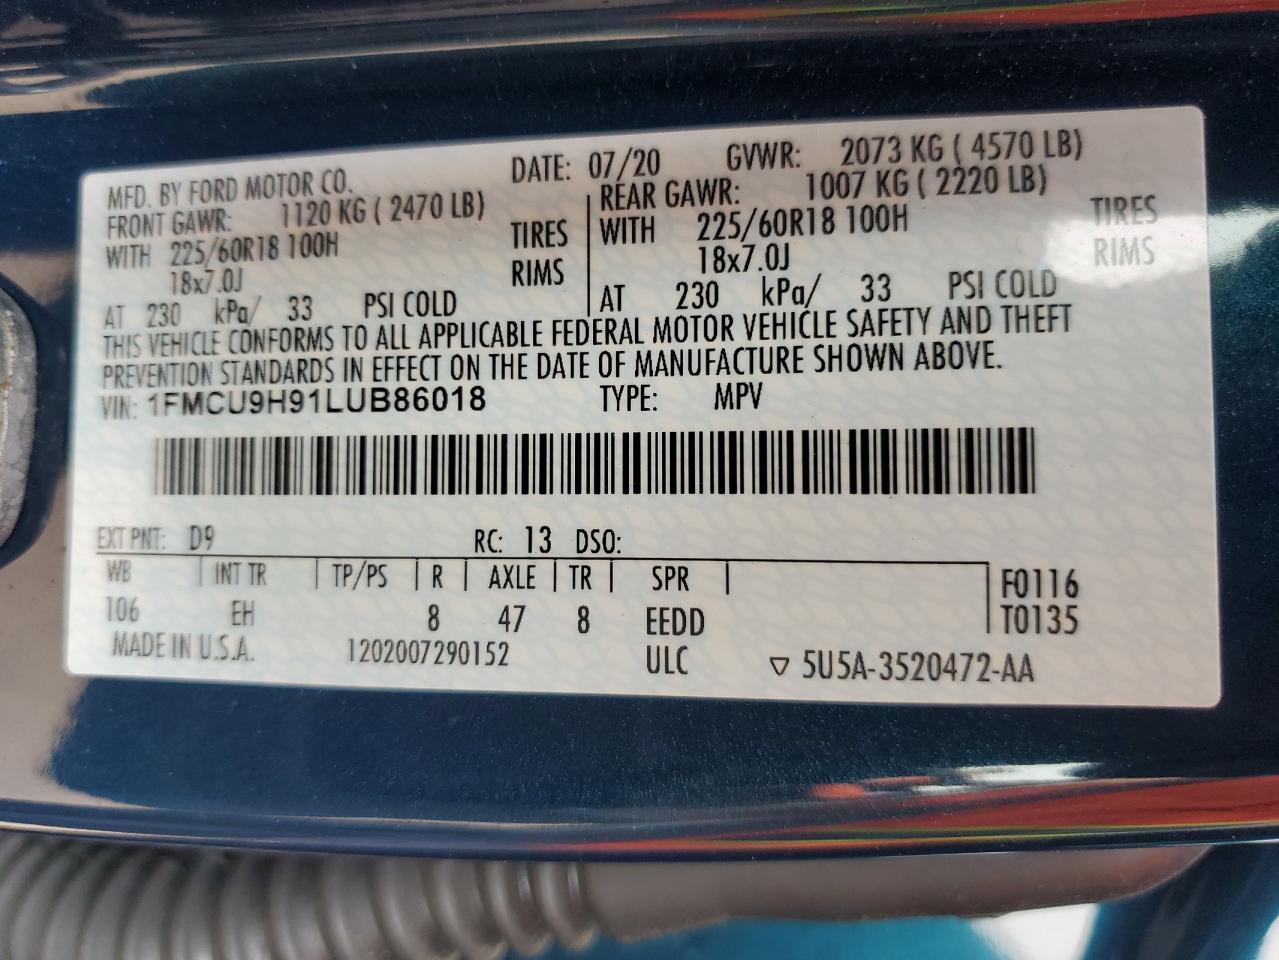 MFD. BY FORD MOTOR CO. DATE: 07/20 GVWR: 2073 KG ( 4570 LB)
FRONT GAWR: 1120 KG ( 2470 LB) REAR GAWR: 1007 KG ( 2220 LB)
WITH 225/60R18 100H TIRES WITH 225/60R18 100H TIRES
18x7.0J RIMS 18x7.0J RIMS
AT 230 kPa/ 33 PSI COLD AT 230 kPa/ 33 PSI COLD
THIS VEHICLE CONFORMS TO ALL APPLICABLE FEDERAL MOTOR VEHICLE SAFETY AND THEFT
PREVENTION STANDARDS IN EFFECT ON THE DATE OF MANUFACTURE SHOWN ABOVE.
VIN: 1FMCU9H91LUB86018 TYPE: MPV
EXT PNT: D9 RC: 13 DSO:
WB INT TR TP/PS R AXLE TR SPR F0116
106 EH 8 47 8 EEDD T0135
MADE IN U.S.A. 1202007290152 ULC ▽ 5U5A-3520472-AA